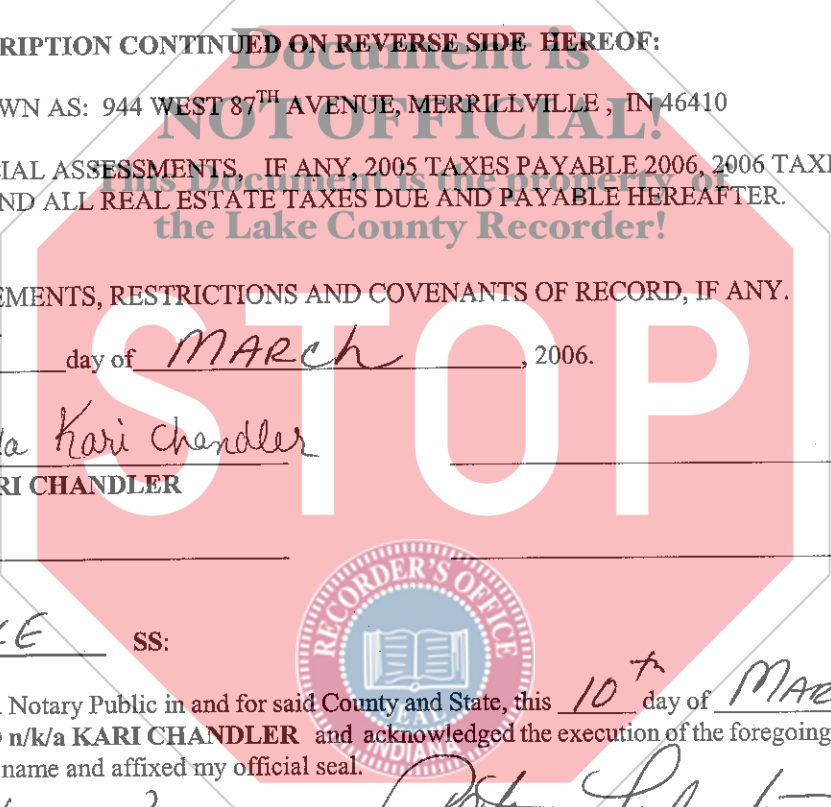 RIPTION CONTINUED ON REVERSE SIDE HEREOF:
Document is
WN AS: 944 WEST 87TH AVENUE, MERRILLVILLE , IN 46410
NOT OFFICIAL!
CIAL ASSESSMENTS, IF ANY, 2005 TAXES PAYABLE 2006, 2006 TAXE
This Document is the property of
ND ALL REAL ESTATE TAXES DUE AND PAYABLE HEREAFTER.
the Lake County Recorder!
EMENTS, RESTRICTIONS AND COVENANTS OF RECORD, IF ANY.
STOP
day of MARCh , 2006.
a Kari Chandler
RI CHANDLER
KE SS:
RECORDER'S OFFICE
SEAL
INDIANA
Notary Public in and for said County and State, this 10th day of MAR
n/k/a KARI CHANDLER and acknowledged the execution of the foregoing
name and affixed my official seal.